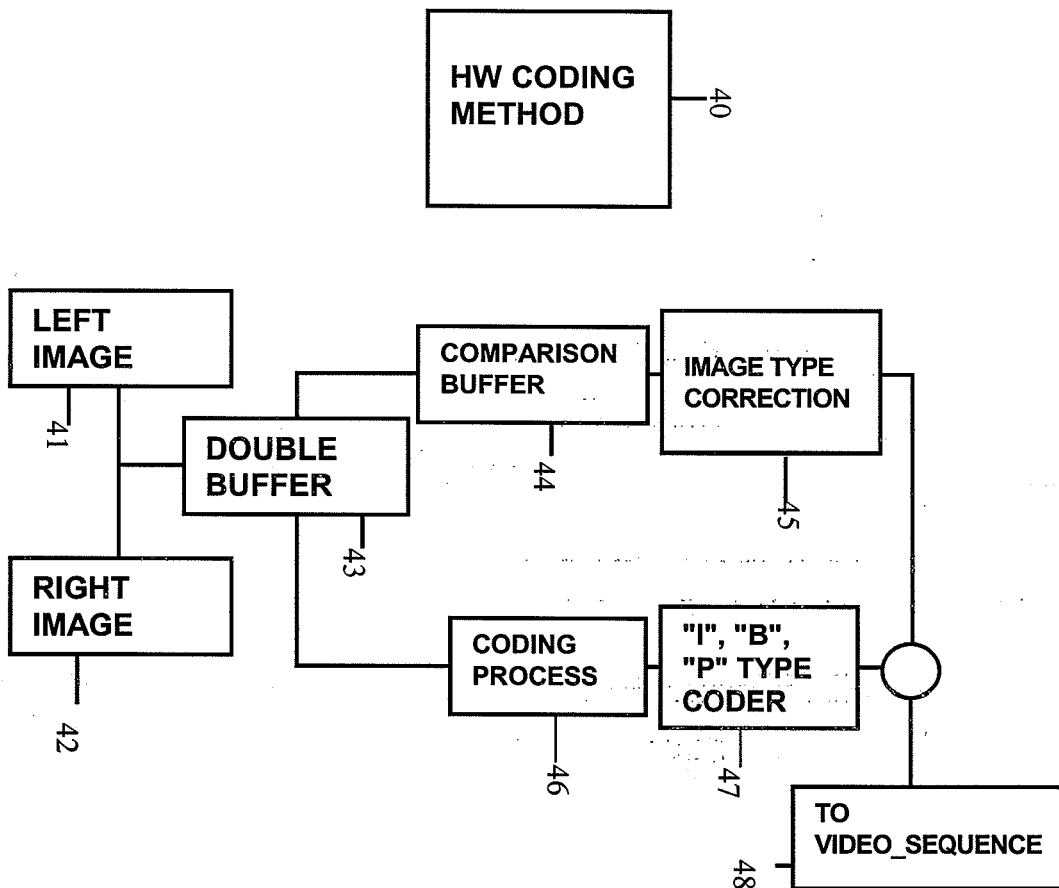 HW CODING
METHOD
40
LEFT
IMAGE
41
RIGHT
IMAGE
42
DOUBLE
BUFFER
43
COMPARISON
BUFFER
44
IMAGE TYPE
CORRECTION
45
CODING
PROCESS
46
"I", "B",
"P" TYPE
CODER
47
TO
VIDEO_SEQUENCE
48